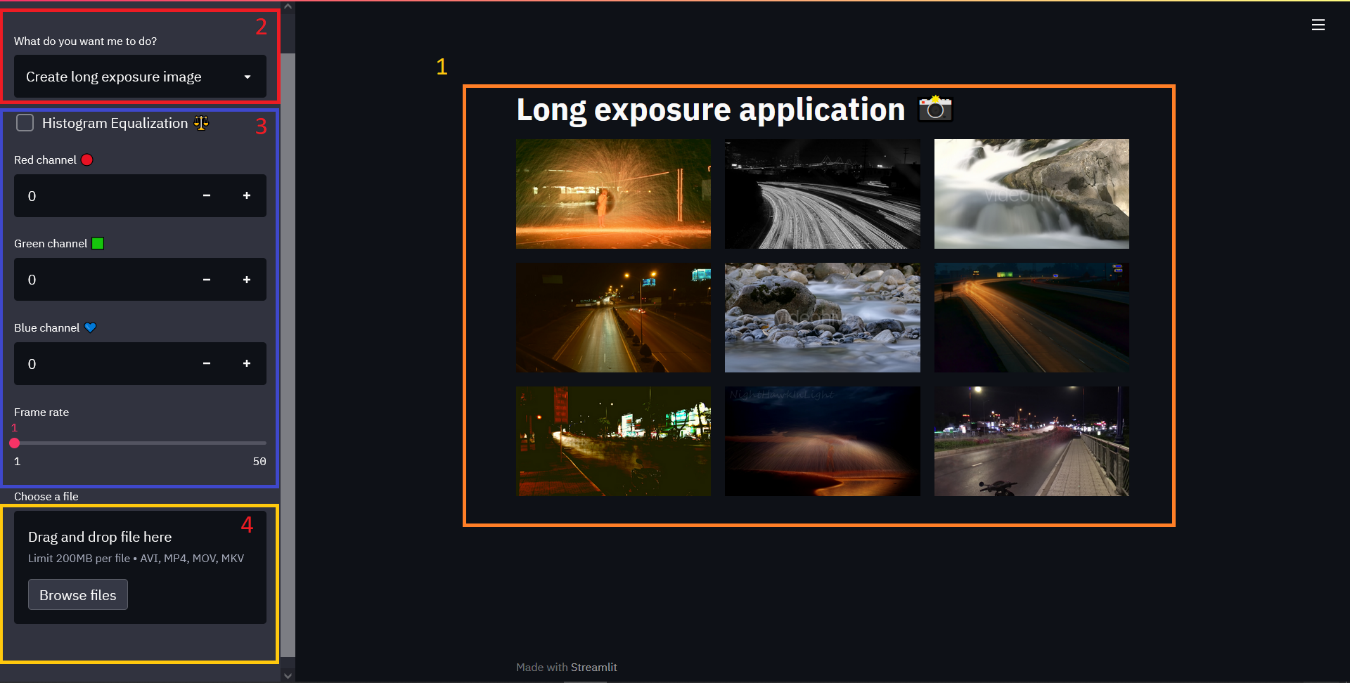 2
What do you want me to do?
Create long exposure image
Histogram Equalization
3
Red channel
0 − +
Green channel
0 − +
Blue channel
0 − +
Frame rate
1
1 50
Choose a file
4
Drag and drop file here
Limit 200MB per file • AVI, MP4, MOV, MKV
Browse files
1
Long exposure application
videohive
Made with Streamlit